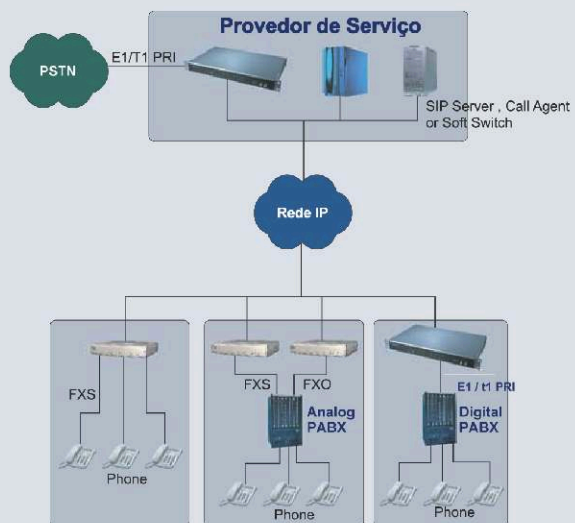 Provedor de Serviço
E1/T1 PRI
PSTN
SIP Server , Call Agent
or Soft Switch
Rede IP
FXS
Phone
FXS
FXO
Analog
PABX
Phone
E1 / t1 PRI
Digital
PABX
Phone